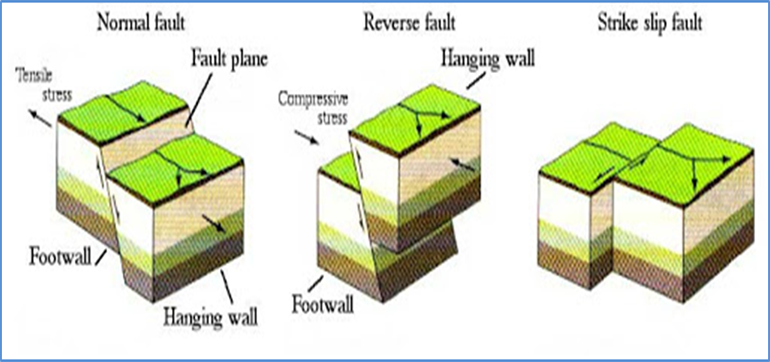 Normal fault
Reverse fault
Strike slip fault
Fault plane
Hanging wall
Tensile
stress
Compressive
stress
Footwall
Hanging wall
Footwall